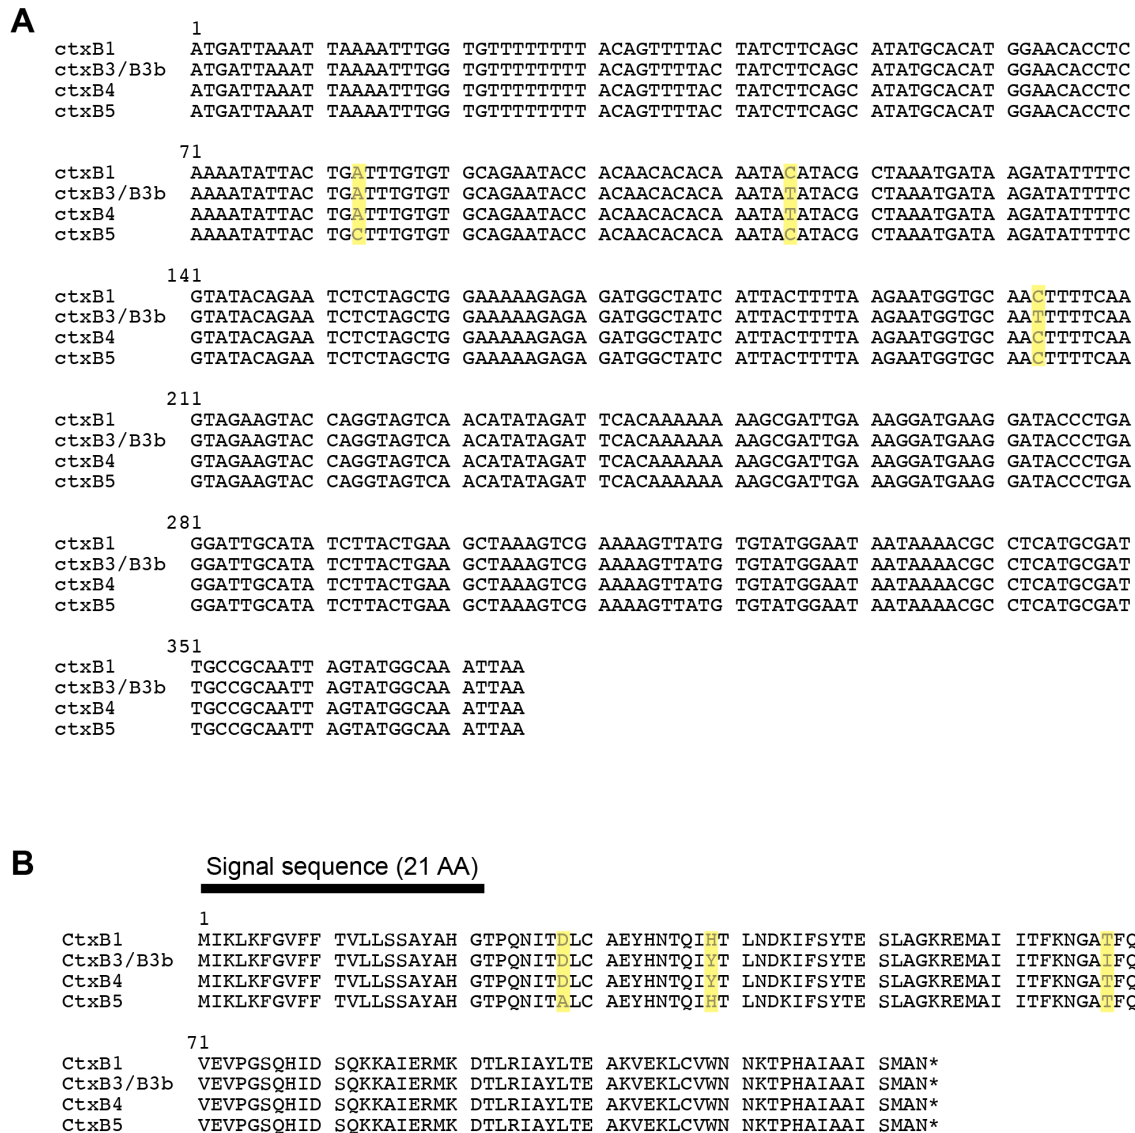 A
1
ctxB1 ATGATTAAAT TAAAATTTGG TGTTTTTTTT ACAGTTTTAC TATCTTCAGC ATATGCACAT GGAACACCTC
ctxB3/B3b ATGATTAAAT TAAAATTTGG TGTTTTTTTT ACAGTTTTAC TATCTTCAGC ATATGCACAT GGAACACCTC
ctxB4 ATGATTAAAT TAAAATTTGG TGTTTTTTTT ACAGTTTTAC TATCTTCAGC ATATGCACAT GGAACACCTC
ctxB5 ATGATTAAAT TAAAATTTGG TGTTTTTTTT ACAGTTTTAC TATCTTCAGC ATATGCACAT GGAACACCTC
71
ctxB1 AAAATATTAC TGATTTGTGT GCAGAATACC ACAACACACA AATACATACG CTAAATGATA AGATATTTTC
ctxB3/B3b AAAATATTAC TGATTTGTGT GCAGAATACC ACAACACACA AATATATACG CTAAATGATA AGATATTTTC
ctxB4 AAAATATTAC TGATTTGTGT GCAGAATACC ACAACACACA AATATATACG CTAAATGATA AGATATTTTC
ctxB5 AAAATATTAC TGCTTTGTGT GCAGAATACC ACAACACACA AATACATACG CTAAATGATA AGATATTTTC
141
ctxB1 GTATACAGAA TCTCTAGCTG GAAAAAGAGA GATGGCTATC ATTACTTTTA AGAATGGTGC AACTTTTCAA
ctxB3/B3b GTATACAGAA TCTCTAGCTG GAAAAAGAGA GATGGCTATC ATTACTTTTA AGAATGGTGC AATTTTTCAA
ctxB4 GTATACAGAA TCTCTAGCTG GAAAAAGAGA GATGGCTATC ATTACTTTTA AGAATGGTGC AACTTTTCAA
ctxB5 GTATACAGAA TCTCTAGCTG GAAAAAGAGA GATGGCTATC ATTACTTTTA AGAATGGTGC AACTTTTCAA
211
ctxB1 GTAGAAGTAC CAGGTAGTCA ACATATAGAT TCACAAAAAA AAGCGATTGA AAGGATGAAG GATACCCTGA
ctxB3/B3b GTAGAAGTAC CAGGTAGTCA ACATATAGAT TCACAAAAAA AAGCGATTGA AAGGATGAAG GATACCCTGA
ctxB4 GTAGAAGTAC CAGGTAGTCA ACATATAGAT TCACAAAAAA AAGCGATTGA AAGGATGAAG GATACCCTGA
ctxB5 GTAGAAGTAC CAGGTAGTCA ACATATAGAT TCACAAAAAA AAGCGATTGA AAGGATGAAG GATACCCTGA
281
ctxB1 GGATTGCATA TCTTACTGAA GCTAAAGTCG AAAAGTTATG TGTATGGAAT AATAAAACGC CTCATGCGAT
ctxB3/B3b GGATTGCATA TCTTACTGAA GCTAAAGTCG AAAAGTTATG TGTATGGAAT AATAAAACGC CTCATGCGAT
ctxB4 GGATTGCATA TCTTACTGAA GCTAAAGTCG AAAAGTTATG TGTATGGAAT AATAAAACGC CTCATGCGAT
ctxB5 GGATTGCATA TCTTACTGAA GCTAAAGTCG AAAAGTTATG TGTATGGAAT AATAAAACGC CTCATGCGAT
351
ctxB1 TGCCGCAATT AGTATGGCAA ATTAA
ctxB3/B3b TGCCGCAATT AGTATGGCAA ATTAA
ctxB4 TGCCGCAATT AGTATGGCAA ATTAA
ctxB5 TGCCGCAATT AGTATGGCAA ATTAA
B
Signal sequence (21 AA)
1
CtxB1 MIKLKFGVFF TVLLSSAYAH GTPQNITDLC AEYHNTQIHT LNDKIFSYTE SLAGKREMAI ITFKNGATFQ
CtxB3/B3b MIKLKFGVFF TVLLSSAYAH GTPQNITDLC AEYHNTQIYT LNDKIFSYTE SLAGKREMAI ITFKNGAIFQ
CtxB4 MIKLKFGVFF TVLLSSAYAH GTPQNITDLC AEYHNTQIYT LNDKIFSYTE SLAGKREMAI ITFKNGATFQ
CtxB5 MIKLKFGVFF TVLLSSAYAH GTPQNITALC AEYHNTQIHT LNDKIFSYTE SLAGKREMAI ITFKNGATFQ
71
CtxB1 VEVPGSQHID SQKKAIERMK DTLRIAYLTE AKVEKLCVWN NKTPHAIAAI SMAN*
CtxB3/B3b VEVPGSQHID SQKKAIERMK DTLRIAYLTE AKVEKLCVWN NKTPHAIAAI SMAN*
CtxB4 VEVPGSQHID SQKKAIERMK DTLRIAYLTE AKVEKLCVWN NKTPHAIAAI SMAN*
CtxB5 VEVPGSQHID SQKKAIERMK DTLRIAYLTE AKVEKLCVWN NKTPHAIAAI SMAN*